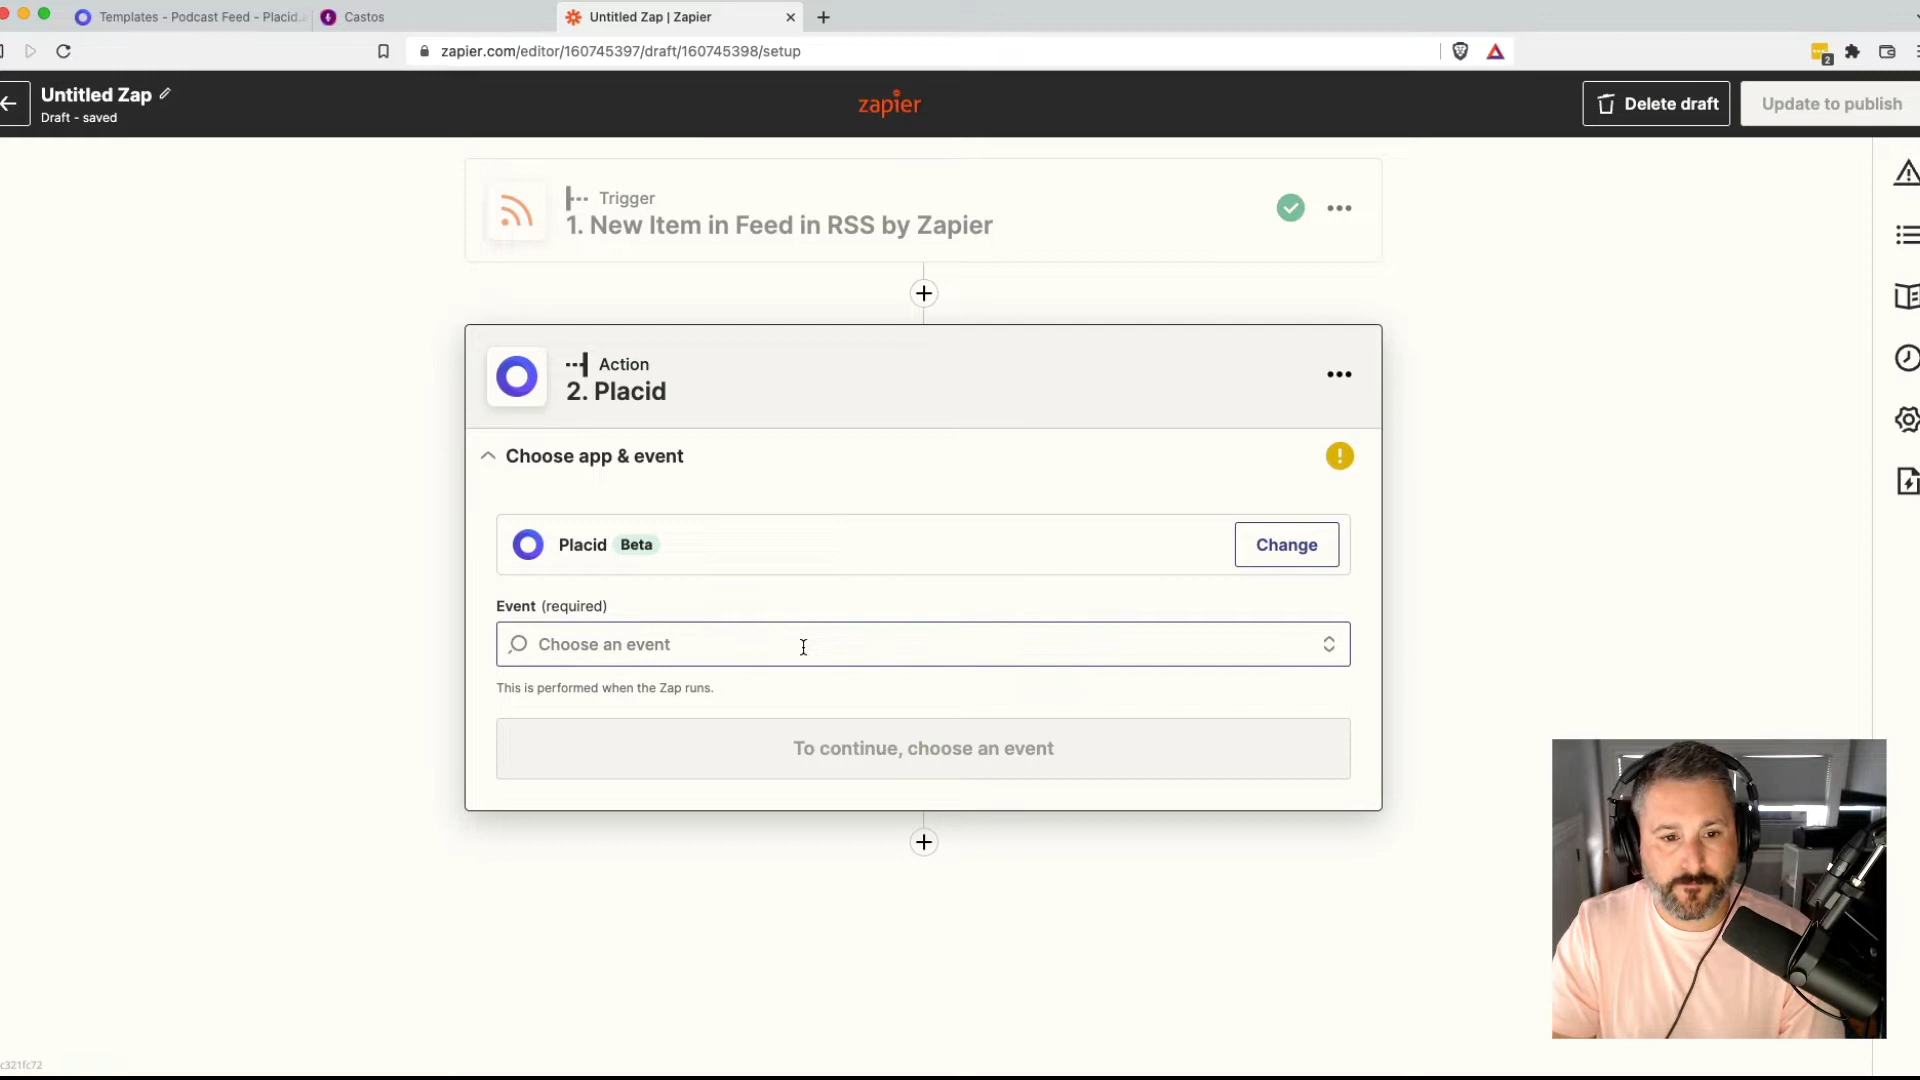 Templates - Podcast Feed - Placid.
Castos
Untitled Zap | Zapier
zapier.com/editor/160745397/draft/160745398/setup
2
Untitled Zap
Draft - saved
zapier
Delete draft
Update to publish
Trigger
1. New Item in Feed in RSS by Zapier
Action
2. Placid
Choose app & event
Placid Beta
Change
Event (required)
Choose an event
This is performed when the Zap runs.
To continue, choose an event
c321fc72